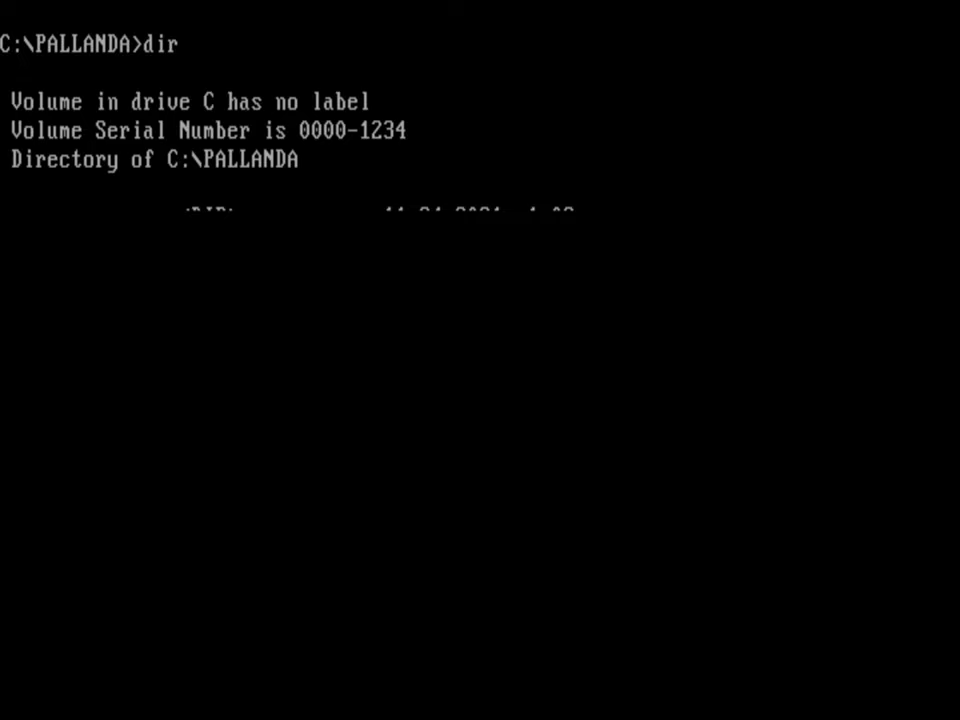 C:\PALLANDA>dir
Volume in drive C has no label
Volume Serial Number is 0000-1234
Directory of C:\PALLANDA